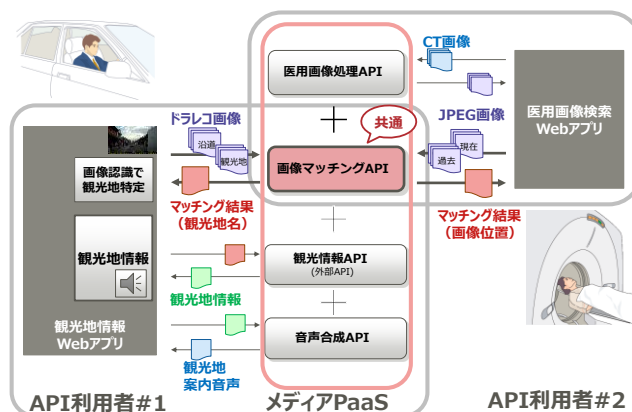 CT画像
医用画像処理API
医用画像検索
Webアプリ
共通
ドラレコ画像
JPEG画像
沿道
観光地
現在
過去
画像マッチングAPI
画像認識で
観光地特定
マッチング結果
(観光地名)
マッチング結果
(画像位置)
観光地情報
観光情報API
(外部API)
観光地情報
音声合成API
観光地情報
Webアプリ
観光地
案内音声
API利用者#1
メディアPaaS
API利用者#2